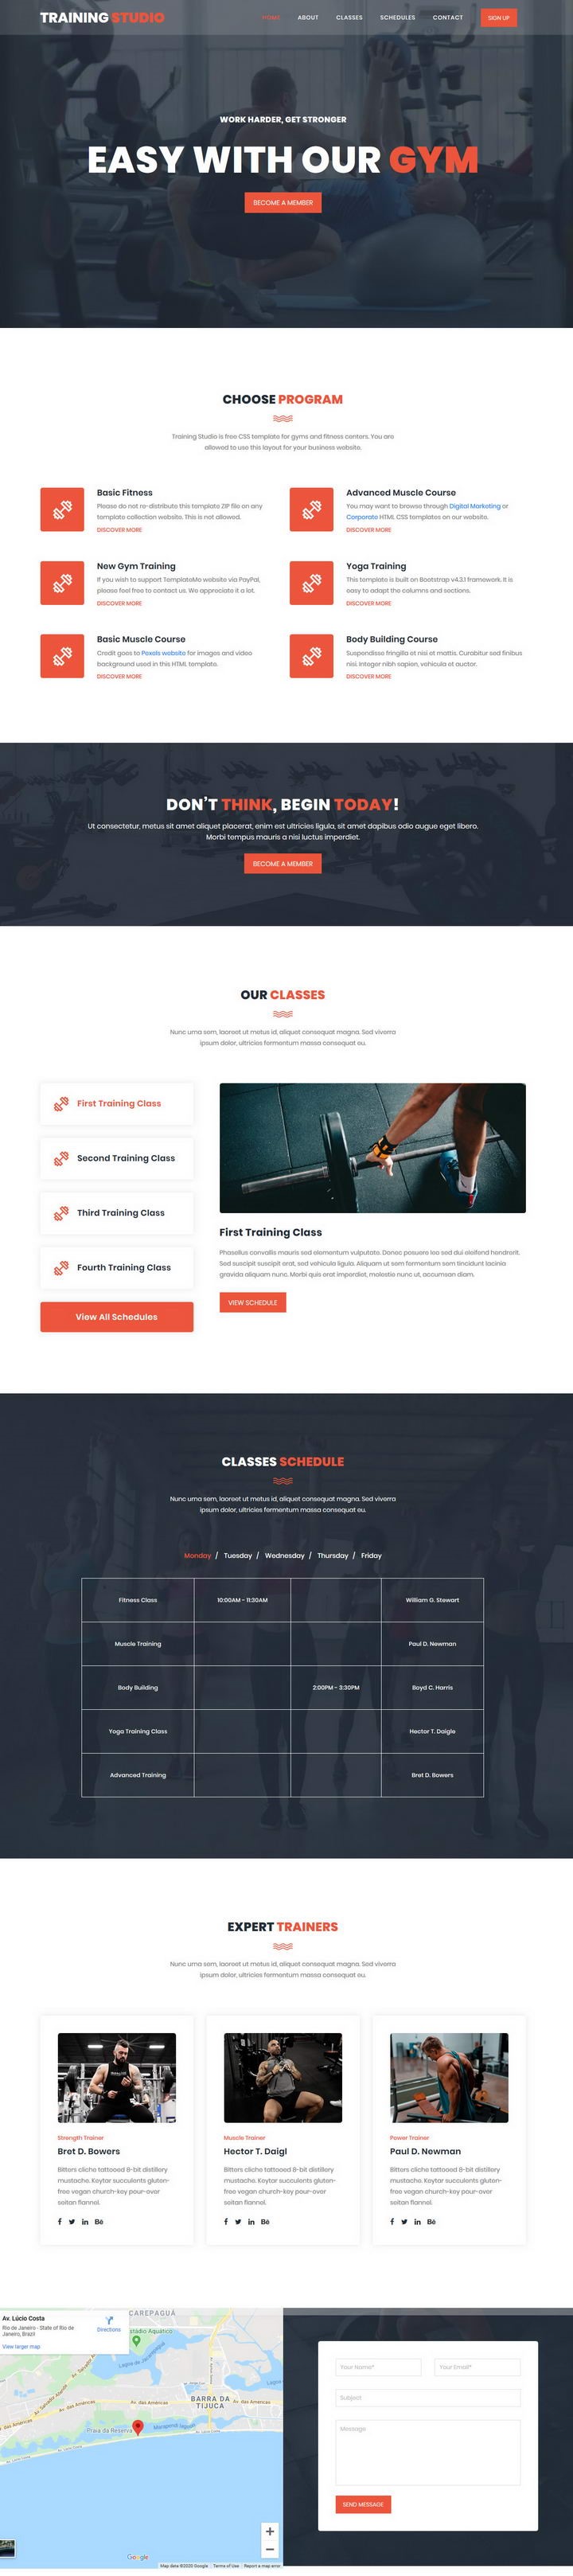 TRAINING STUDIO
HOME ABOUT CLASSES SCHEDULES CONTACT SIGN UP
WORK HARDER, GET STRONGER
EASY WITH OUR GYM
BECOME A MEMBER
CHOOSE PROGRAM
Training Studio is free CSS template for gyms and fitness centers. You are
allowed to use this layout for your business website.
Basic Fitness
Please do not re-distribute this template ZIP file on any
template collection website. This is not allowed.
DISCOVER MORE
Advanced Muscle Course
You may want to browse through Digital Marketing or
Corporate HTML CSS templates on our website.
DISCOVER MORE
New Gym Training
If you wish to support TemplateMo website via PayPal,
please feel free to contact us. We appreciate it a lot.
DISCOVER MORE
Yoga Training
This template is built on Bootstrap v4.3.1 framework. It is
easy to adapt the columns and sections.
DISCOVER MORE
Basic Muscle Course
Credit goes to Pexels website for images and video
background used in this HTML template.
DISCOVER MORE
Body Building Course
Suspendisse fringilla et nisi et mattis. Curabitur sed finibus
nisi. Integer nibh sapien, vehicula et auctor.
DISCOVER MORE
DON'T THINK, BEGIN TODAY!
Ut consectetur, metus sit amet aliquet placerat, enim est ultricies ligula, sit amet dapibus odio augue eget libero.
Morbi tempus mauris a nisi luctus imperdiet.
BECOME A MEMBER
OUR CLASSES
Nunc urna sem, laoreet ut metus id, aliquet consequat magna. Sed viverra
ipsum dolor, ultricies fermentum massa consequat eu.
First Training Class
Second Training Class
Third Training Class
Fourth Training Class
View All Schedules
First Training Class
Phasellus convallis mauris sed elementum vulputate. Donec posuere leo sed dui eleifend hendrerit.
Sed suscipit suscipit erat, sed vehicula ligula. Aliquam ut sem fermentum sem tincidunt lacinia
gravida aliquam nunc. Morbi quis erat imperdiet, molestie nunc ut, accumsan diam.
VIEW SCHEDULE
CLASSES SCHEDULE
Nunc urna sem, laoreet ut metus id, aliquet consequat magna. Sed viverra
ipsum dolor, ultricies fermentum massa consequat eu.
Monday / Tuesday / Wednesday / Thursday / Friday
Fitness Class 10:00AM - 11:30AM William G. Stewart
Muscle Training Paul D. Newman
Body Building 2:00PM - 3:30PM Boyd C. Harris
Yoga Training Class Hector T. Daigle
Advanced Training Bret D. Bowers
EXPERT TRAINERS
Nunc urna sem, laoreet ut metus id, aliquet consequat magna. Sed viverra
ipsum dolor, ultricies fermentum massa consequat eu.
Strength Trainer
Bret D. Bowers
Bitters cliche tattooed 8-bit distillery
mustache. Keytar succulents gluten-
free vegan church-key pour-over
seitan flannel.
f in Bē
Muscle Trainer
Hector T. Daigl
Bitters cliche tattooed 8-bit distillery
mustache. Keytar succulents gluten-
free vegan church-key pour-over
seitan flannel.
f in Bē
Power Trainer
Paul D. Newman
Bitters cliche tattooed 8-bit distillery
mustache. Keytar succulents gluten-
free vegan church-key pour-over
seitan flannel.
f in Bē
Av. Lúcio Costa
Rio de Janeiro - State of Rio de
Janeiro, Brazil
Directions
View larger map
CAREPAGUÁ
Estádio Aquático
Lagoa de Jacarepaguá
Av. Salvador Allende
Av. das Américas
BARRA DA
TIJUCA
Av. das Américas
Praia da Reserva
Marapendi lagoon
Google
Map data ©2020 Google Terms of Use Report a map error
Your Name*
Your Email*
Subject
Message
SEND MESSAGE